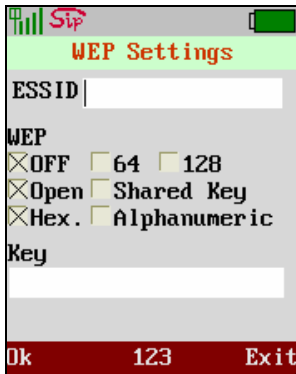 Sip
WEP Settings
ESSID
WEP
OFF 64 128
Open Shared Key
Hex. Alphanumeric
Key
Ok 123 Exit